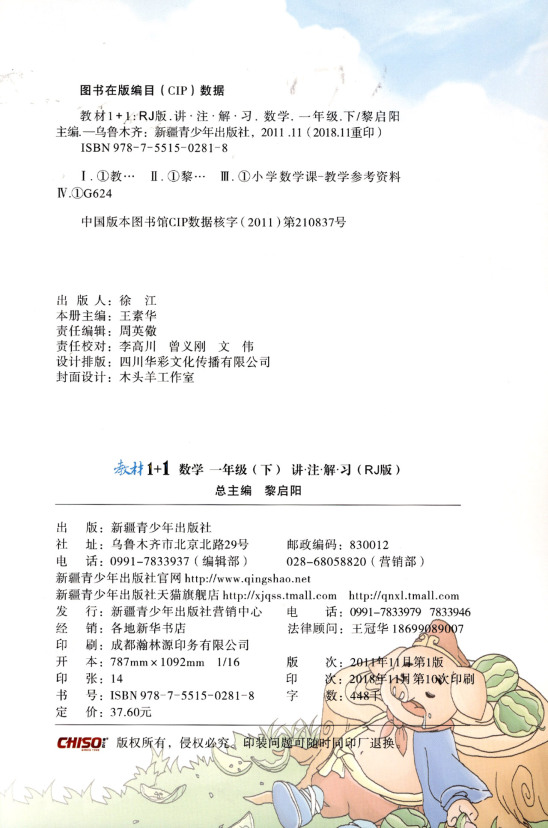 图书在版编目(CIP)数据
教材1+1:RJ版.讲·注·解·习.数学.一年级.下/黎启阳
主编.—乌鲁木齐:新疆青少年出版社,2011.11(2018.11重印)
ISBN 978-7-5515-0281-8
Ⅰ.①教… Ⅱ.①黎… Ⅲ.①小学数学课-教学参考资料
Ⅳ.①G624
中国版本图书馆CIP数据核字(2011)第210837号
出 版 人:徐 江
本册主编:王素华
责任编辑:周英儆
责任校对:李高川 曾义刚 文 伟
设计排版:四川华彩文化传播有限公司
封面设计:木头羊工作室
教材1+1 数学 一年级(下) 讲·注·解·习(RJ版)
总主编 黎启阳
出 版:新疆青少年出版社
社 址:乌鲁木齐市北京北路29号 邮政编码:830012
电 话:0991-7833937(编辑部) 028-68058820(营销部)
新疆青少年出版社官网http://www.qingshao.net
新疆青少年出版社天猫旗舰店http://xjqss.tmall.com http://qnxl.tmall.com
发 行:新疆青少年出版社营销中心 电 话:0991-7833979 7833946
经 销:各地新华书店 法律顾问:王冠华 18699089007
印 刷:成都瀚林源印务有限公司
开 本:787mm×1092mm 1/16 版 次:2011年11月第1版
印 张:14 印 次:2018年11月第10次印刷
书 号:ISBN 978-7-5515-0281-8 字 数:448千
定 价:37.60元
CHISO 版权所有,侵权必究。印装问题可随时同印厂退换。